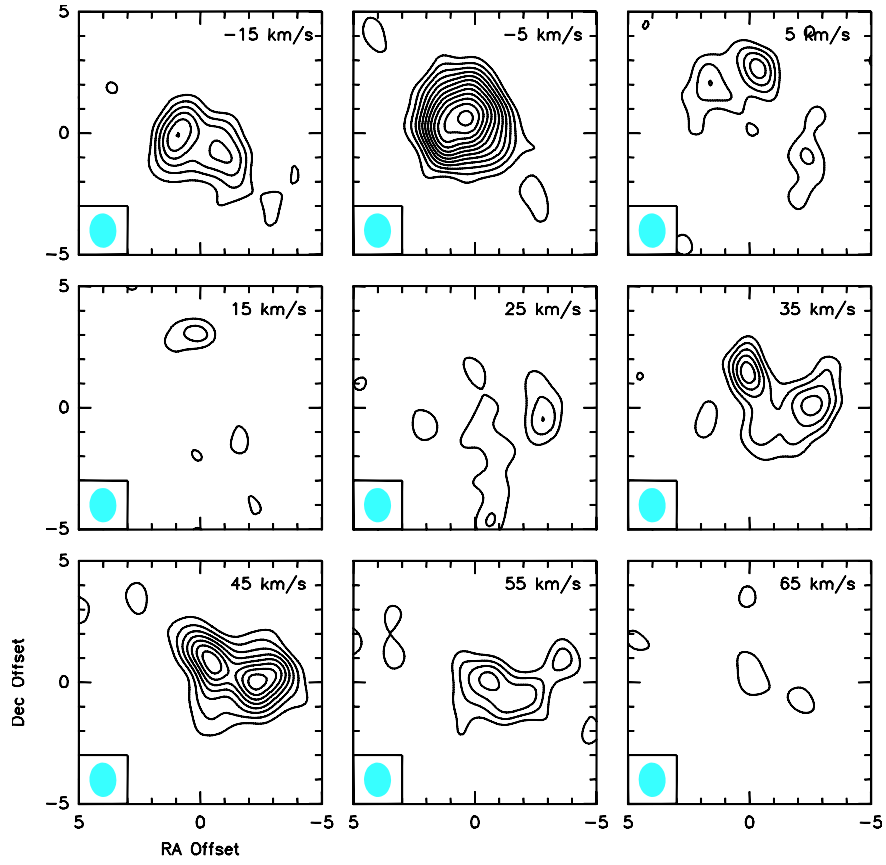 5
-15 km/s
-5 km/s
5 km/s
0
-5
5
15 km/s
25 km/s
35 km/s
0
-5
5
45 km/s
55 km/s
65 km/s
Dec Offset
0
-5
5 0 -5 5 0 -5 5 0 -5
RA Offset